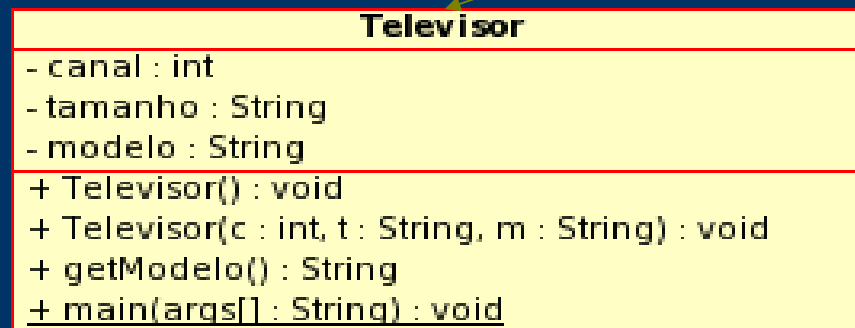 Televisor
- canal : int
- tamanho : String
- modelo : String
+ Televisor() : void
+ Televisor(c : int, t : String, m : String) : void
+ getModelo() : String
+ main(args[] : String) : void